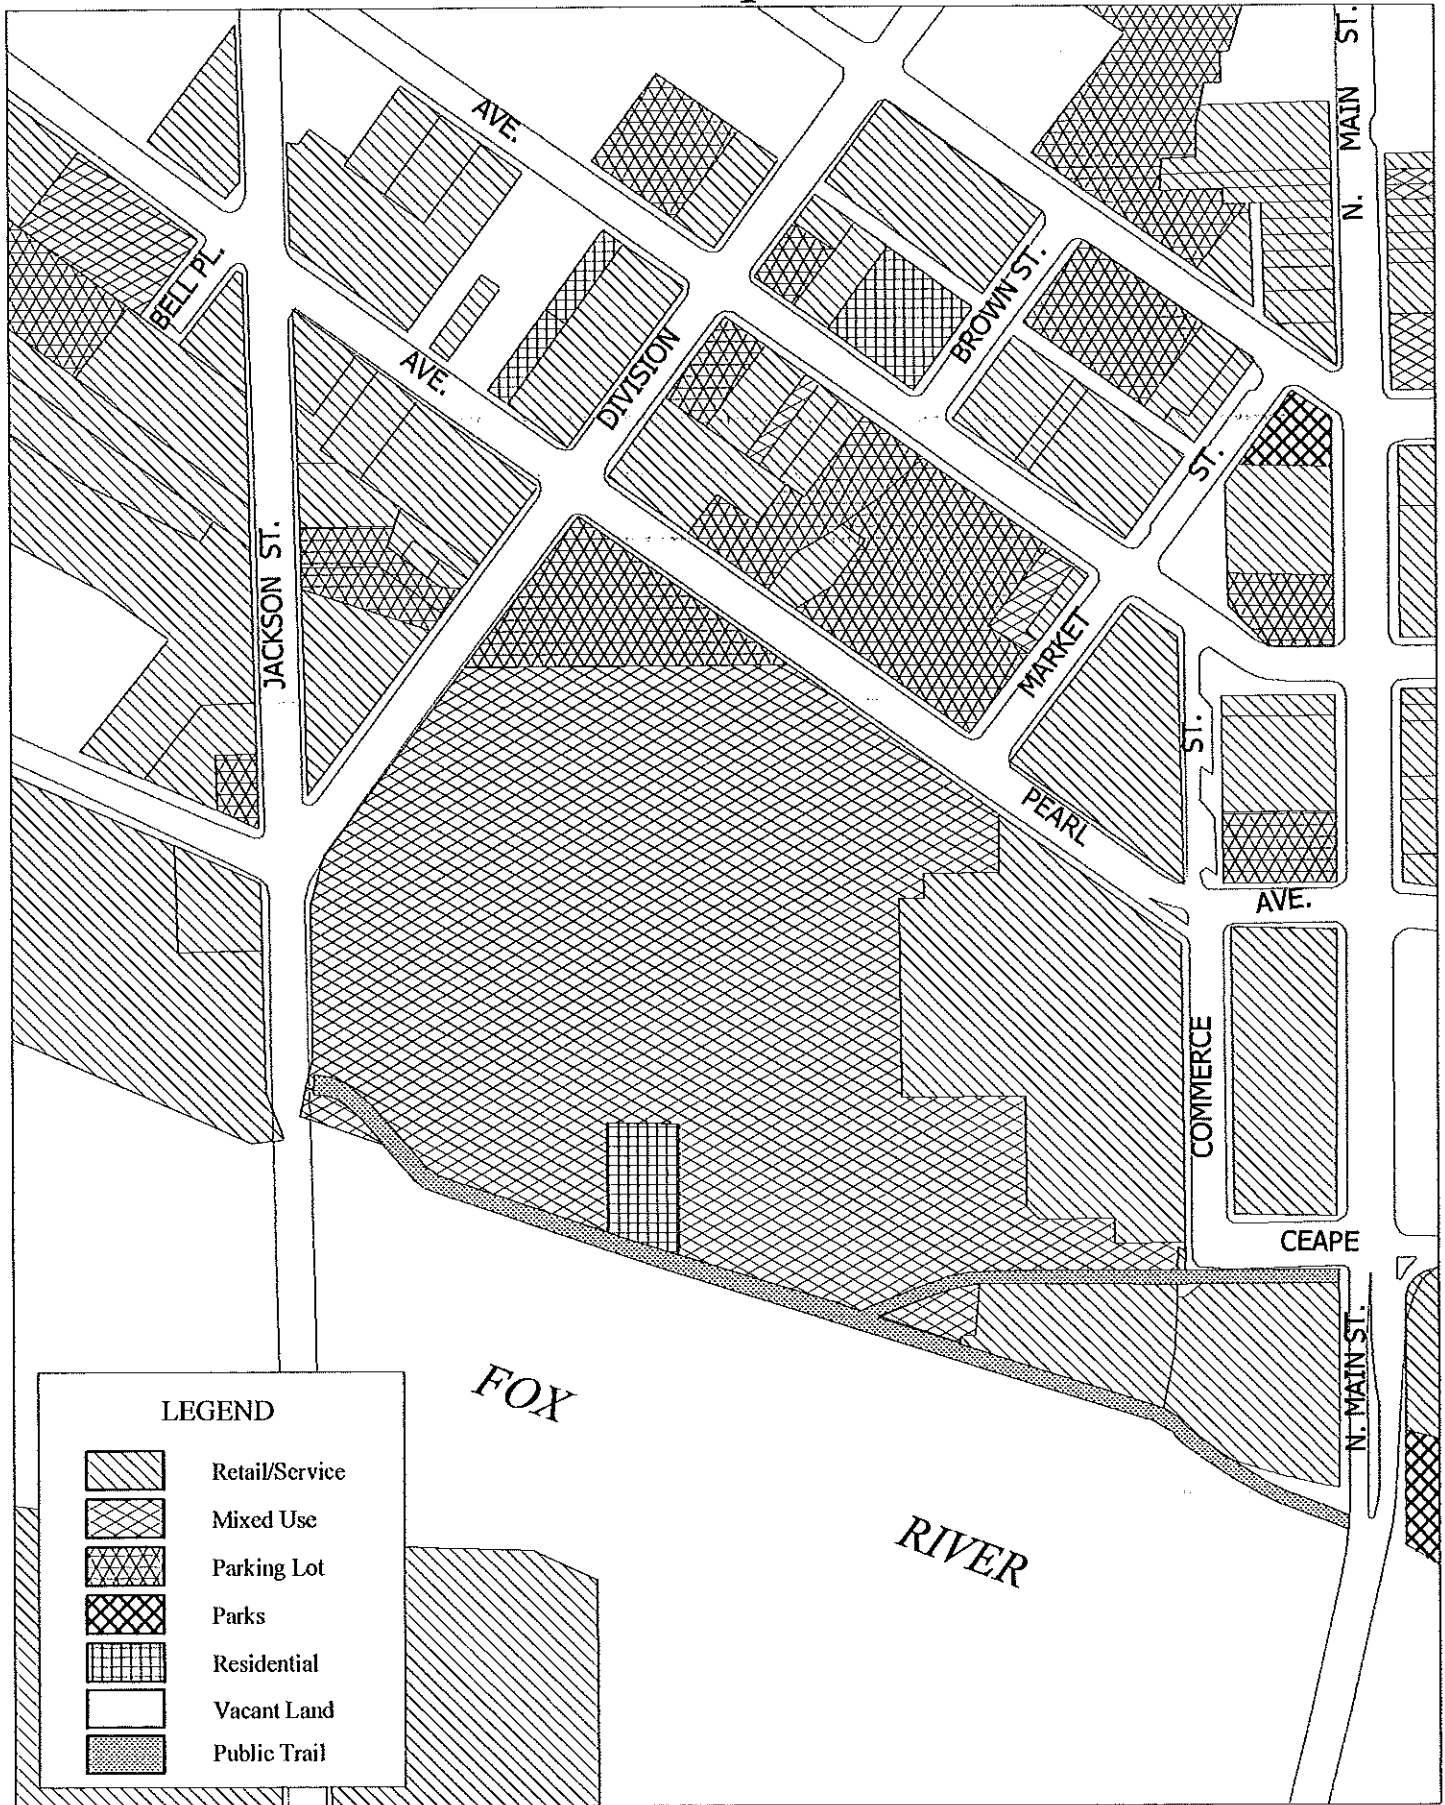 ST.
MAIN
N.
AVE.
BELL PL.
BROWN ST.
AVE.
DIVISION
ST.
JACKSON ST.
MARKET
ST.
PEARL
AVE.
COMMERCE
CEAPE
N. MAIN ST.
FOX
RIVER
LEGEND
Retail/Service
Mixed Use
Parking Lot
Parks
Residential
Vacant Land
Public Trail